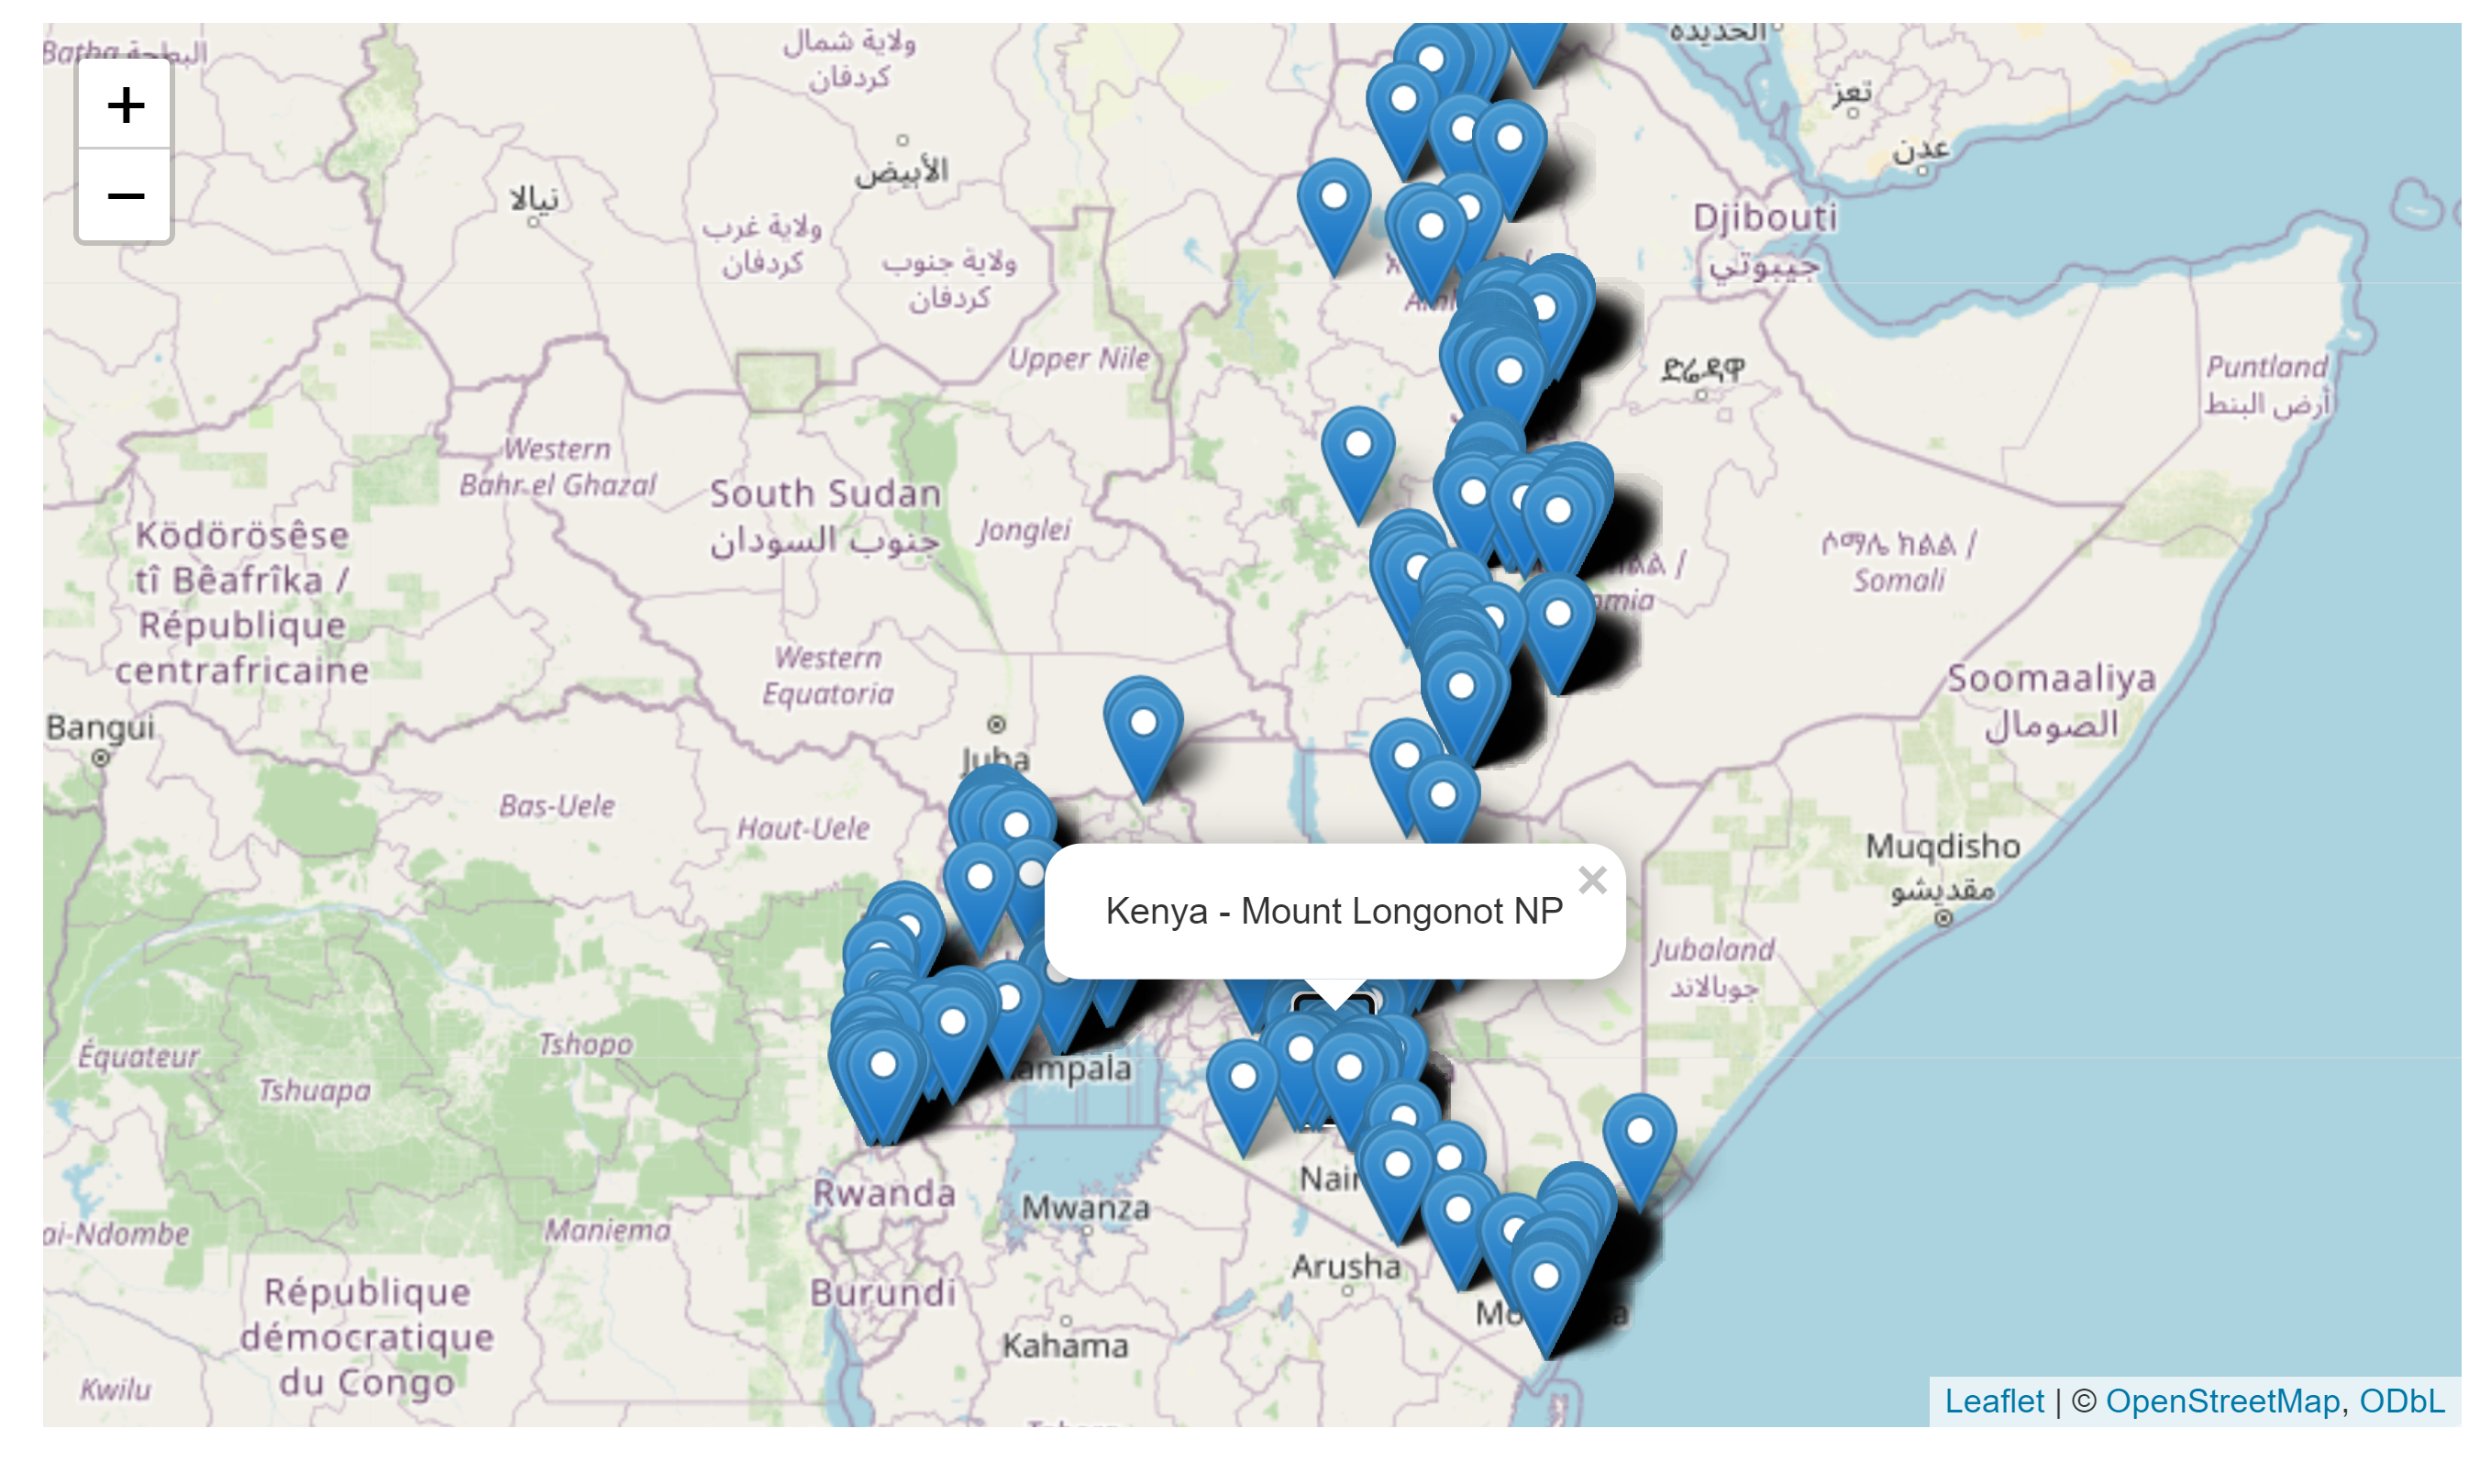 Batha البطحة
+
−
ولاية شمال
كردفان
الحديدة
تعز
عدن
الأبيض
نيالا
ولاية غرب
كردفان
ولاية جنوب
كردفان
Djibouti
جيبوتي
Upper Nile
ድሬዳዋ
Puntland
أرض البنط
Western
Bahr el Ghazal
South Sudan
جنوب السودان
Jonglei
Ködörösêse
tî Bêafrîka /
République
centrafricaine
ሶማሌ ክልል /
Somali
Western
Equatoria
Soomaaliya
الصومال
Bangui
Juba
Bas-Uele
Haut-Uele
Muqdisho
مقديشو
Kenya - Mount Longonot NP
×
Jubaland
جوبالاند
Équateur
Tshopo
Tshuapa
ampala
Nair
Rwanda
Mwanza
ai-Ndombe
Maniema
Arusha
Burundi
Mo
a
République
démocratique
du Congo
Kahama
Kwilu
Leaflet | © OpenStreetMap, ODbL